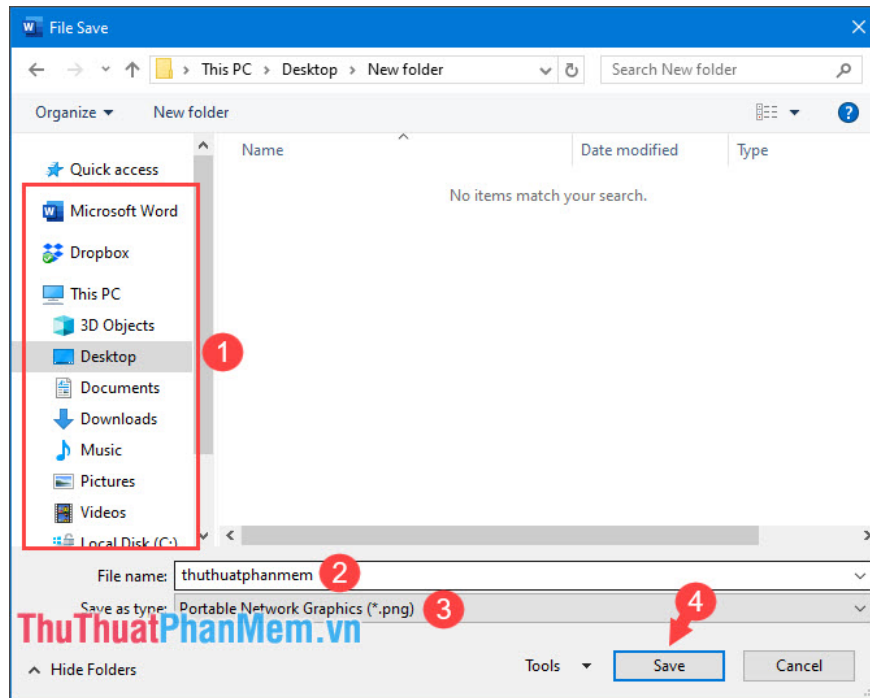 File Save
This PC > Desktop > New folder
Search New folder
Organize
New folder
Name
Date modified
Type
No items match your search.
Quick access
Microsoft Word
Dropbox
This PC
3D Objects
Desktop
Documents
Downloads
Music
Pictures
Videos
Local Disk (C:)
1
File name: thuthuatphanmem
2
Save as type: Portable Network Graphics (*.png)
3
4
ThuThuatPhanMem.vn
Hide Folders
Tools
Save
Cancel